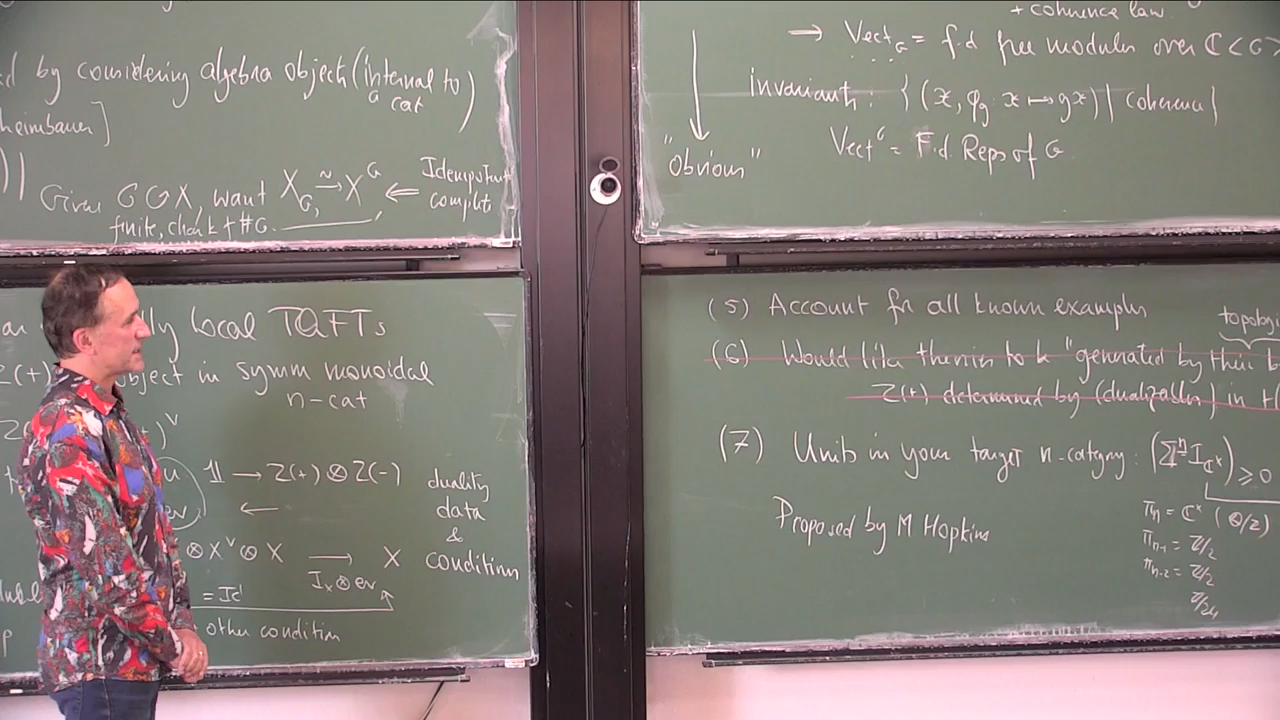 d by considering algebra object (internal to
a cat)
heimbauer]
Given G G X, want X_G ≃→ X^G ⇐ Idempotent
complete
finite, char k ∤ #G.
lly local TQFTs
Z(+) object in symm monoidal
n-cat
)^v
1 → Z(+) ⊗ Z(-) duality
ev ← data
&
⊗ X^v ⊗ X → X condition
I_x ⊗ ev
= Id
other condition
+ coherence law
→ Vect_G = f.d free modules over C<G>
invariants: {(x, φ_g: x ↦ gx) | coherence}
"Obvious" Vect^G = F.d. Reps of G
(5) Account for all known examples
topologi
(6) Would like therein to be "generated by their b
Z(+) determined by (dualizability) in
(7) Units in your target n-category: (Σ^n I_{C^x})_{≥0}
Proposed by M Hopkins
π_n = C^x (Q/Z)
π_{n-1} = Z/2
π_{n-2} = Z/2
Z/24